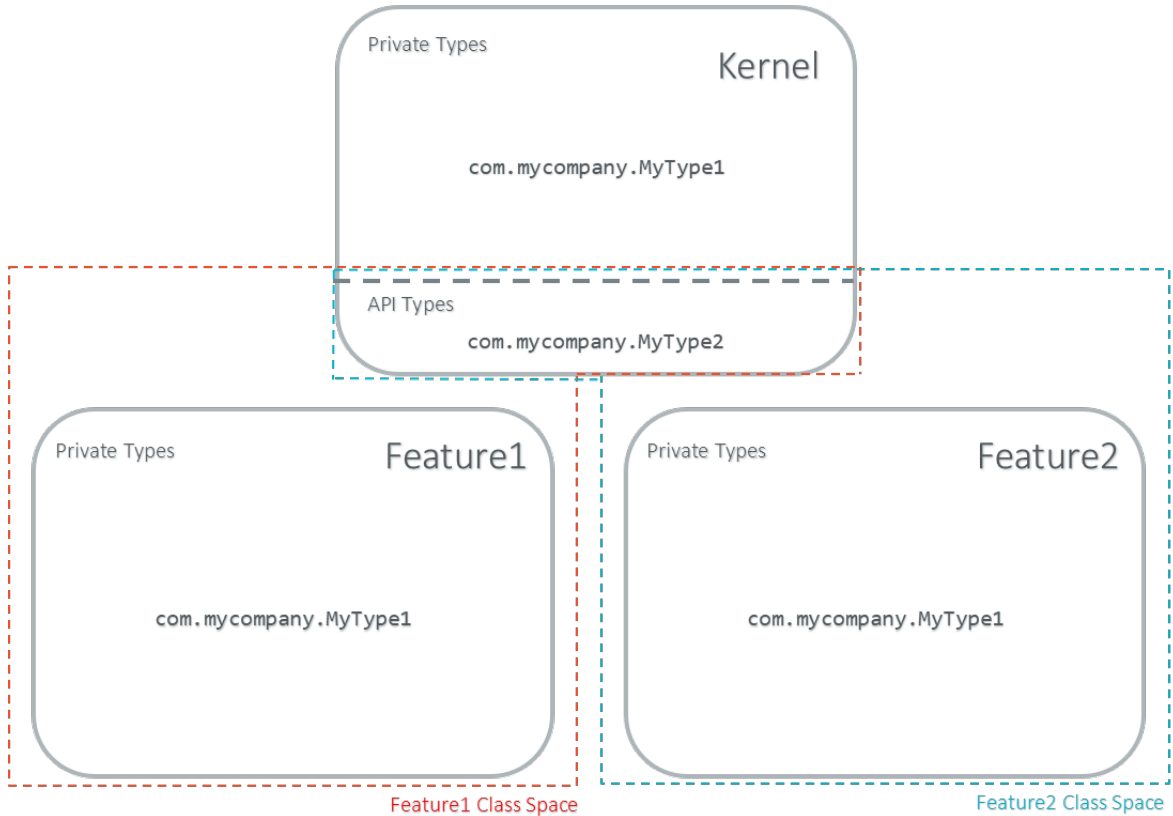 Private Types
Kernel
com.mycompany.MyType1
API Types
com.mycompany.MyType2
Private Types
Feature1
com.mycompany.MyType1
Private Types
Feature2
com.mycompany.MyType1
Feature1 Class Space
Feature2 Class Space